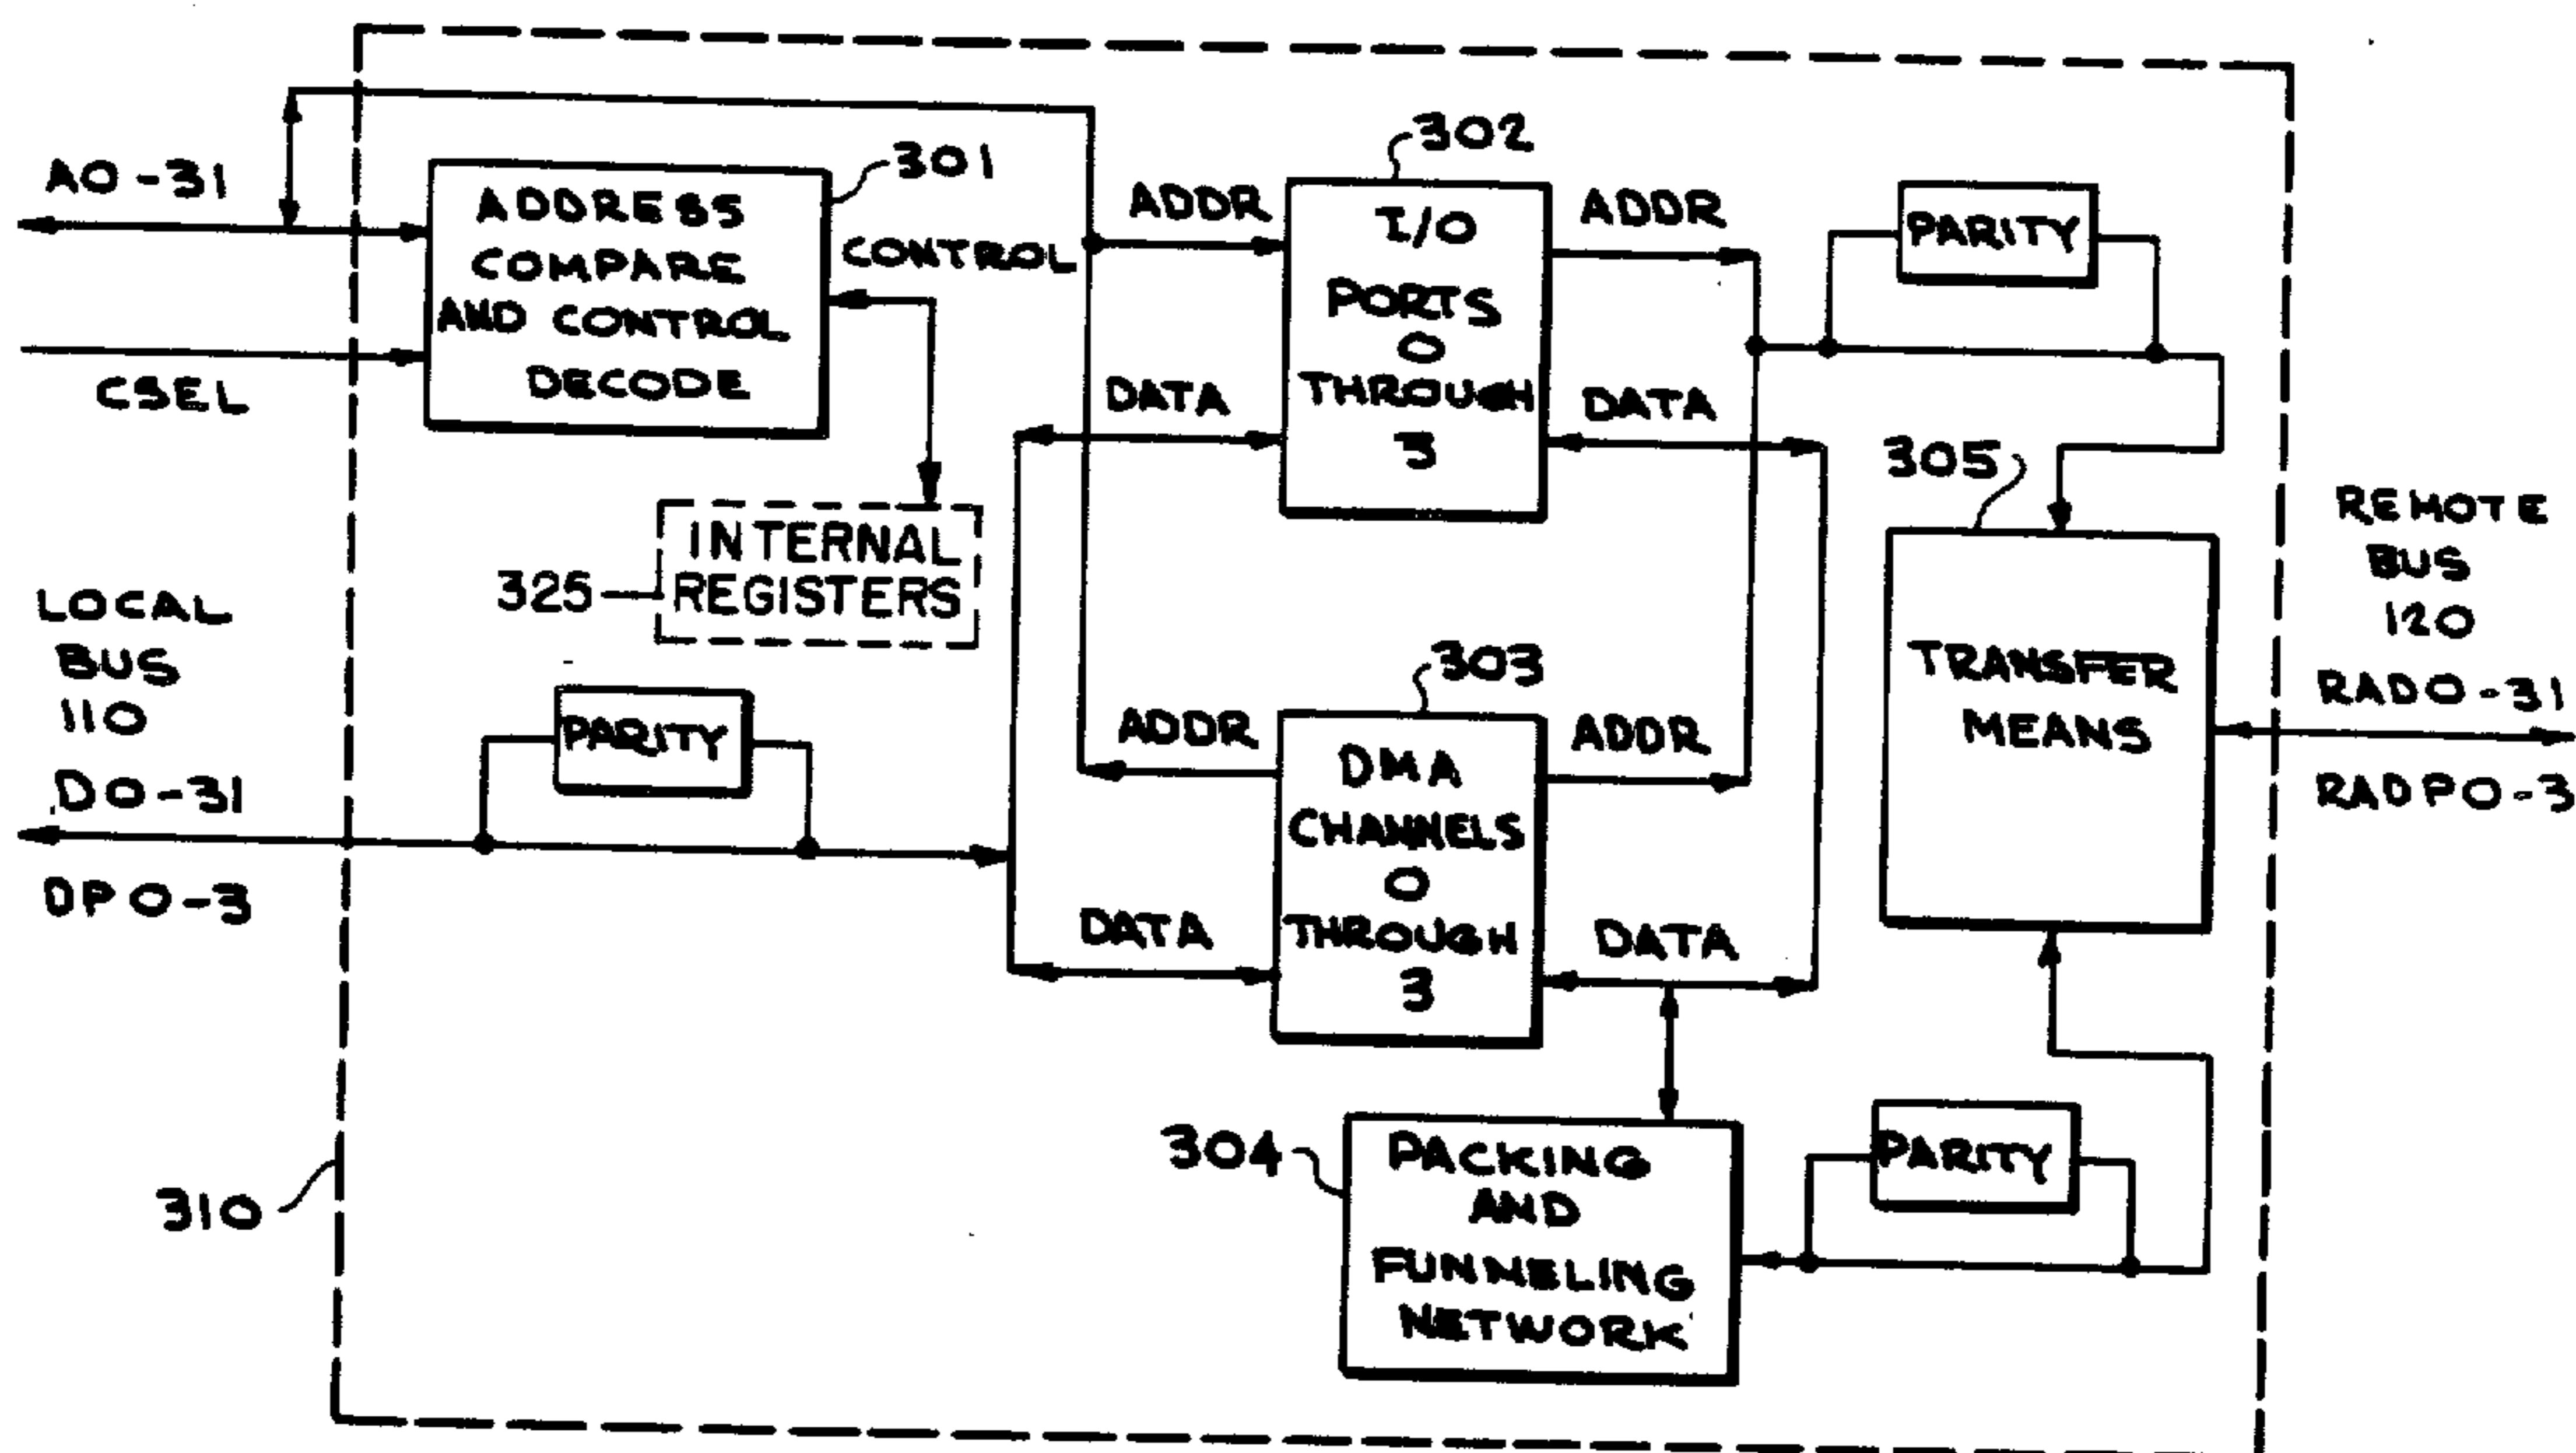 A0-31
CSEL
LOCAL
BUS
110
D0-31
DP0-3
310
ADDRESS
COMPARE
AND CONTROL
DECODE
301
CONTROL
INTERNAL
REGISTERS
325
PARITY
ADDR
DATA
302
I/O
PORTS
0
THROUGH
3
ADDR
DATA
303
ADDR
DATA
DMA
CHANNELS
0
THROUGH
3
ADDR
DATA
304
PACKING
AND
FUNNELING
NETWORK
PARITY
305
TRANSFER
MEANS
PARITY
REMOTE
BUS
120
RAD0-31
RADP0-3